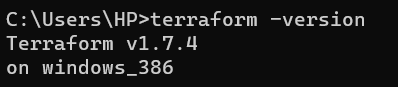 C:\Users\HP>terraform -version
Terraform v1.7.4
on windows_386